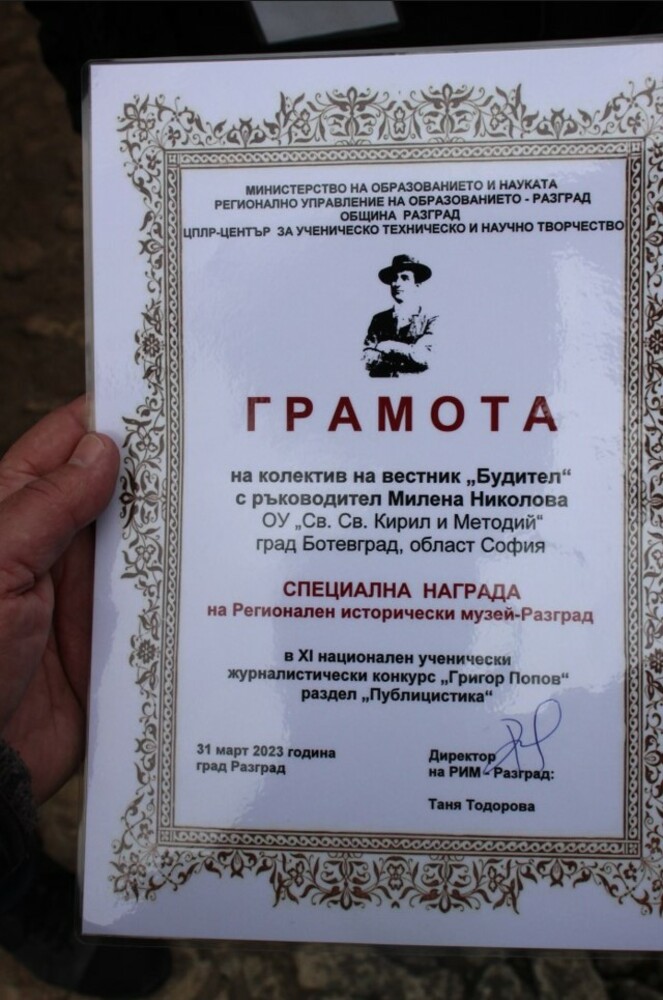 МИНИСТЕРСТВО НА ОБРАЗОВАНИЕТО И НАУКАТА
РЕГИОНАЛНО УПРАВЛЕНИЕ НА ОБРАЗОВАНИЕТО - РАЗГРАД
ОБЩИНА РАЗГРАД
ЦПЛР-ЦЕНТЪР ЗА УЧЕНИЧЕСКО ТЕХНИЧЕСКО И НАУЧНО ТВОРЧЕСТВО
ГРАМОТА
на колектив на вестник „Будител“
с ръководител Милена Николова
ОУ „Св. Св. Кирил и Методий“
град Ботевград, област София
СПЕЦИАЛНА НАГРАДА
на Регионален исторически музей-Разград
в XI национален ученически
журналистически конкурс „Григор Попов“
раздел „Публицистика“
31 март 2023 година
град Разград
Директор
на РИМ - Разград:
Таня Тодорова